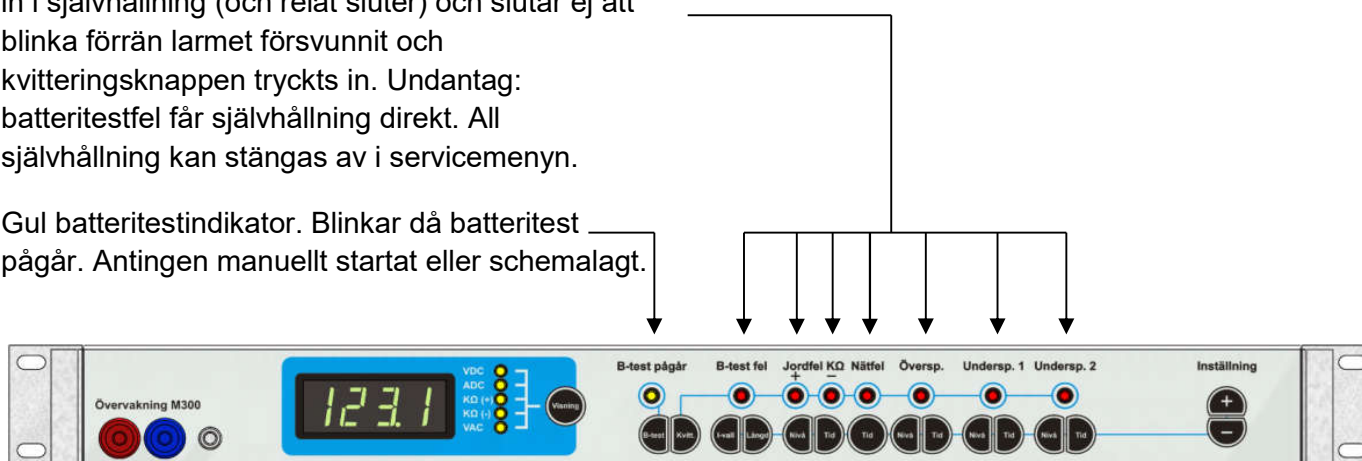 in i självhållning (och relät sluter) och slutar ej att
blinka förrän larmet försvunnit och
kvitteringsknappen tryckts in. Undantag:
batteritestfel får självhållning direkt. All
självhållning kan stängas av i servicemenyn.
Gul batteritestindikator. Blinkar då batteritest
pågår. Antingen manuellt startat eller schemalagt.
B-test pågår B-test fel Jordfel KΩ Nätfel Översp. Undersp. 1 Undersp. 2 Inställning
+ −
Övervakning M300
123.1
VDC
ADC
KΩ (+)
KΩ (-)
VAC
Visning
B-test Kvitt. I-vall Längd Nivå Tid Tid Nivå Tid Nivå Tid Nivå Tid
+
−